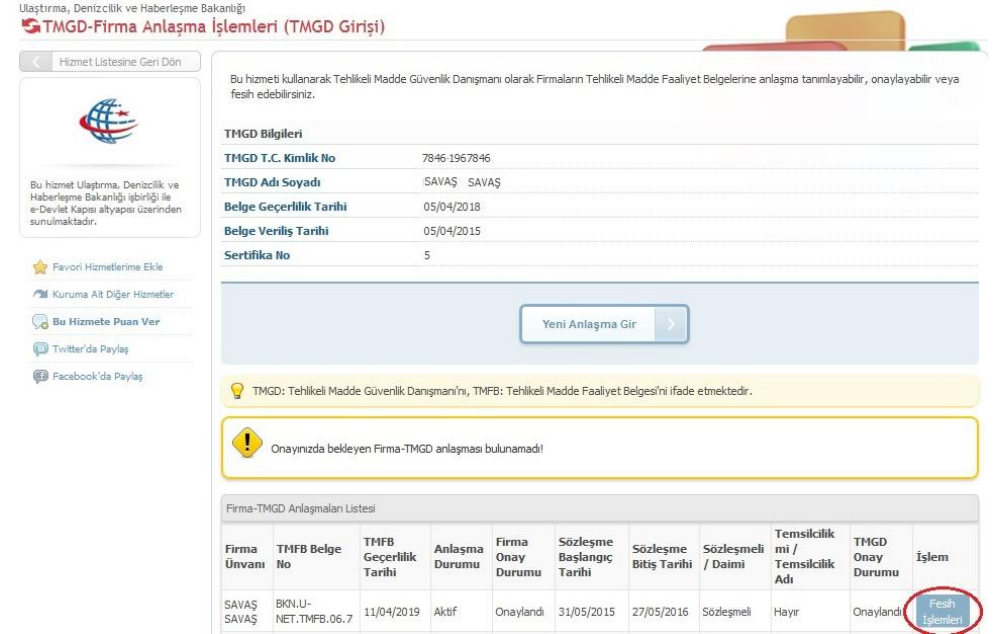 Ulaştırma, Denizcilik ve Haberleşme Bakanlığı
TMGD-Firma Anlaşma İşlemleri (TMGD Girişi)
Hizmet Listesine Geri Dön
Bu hizmet Ulaştırma, Denizcilik ve
Haberleşme Bakanlığı işbirliği ile
e-Devlet Kapısı altyapısı üzerinden
sunulmaktadır.
Favori Hizmetlerime Ekle
Kuruma Ait Diğer Hizmetler
Bu Hizmete Puan Ver
Twitter'da Paylaş
Facebook'da Paylaş
Bu hizmeti kullanarak Tehlikeli Madde Güvenlik Danışmanı olarak Firmaların Tehlikeli Madde Faaliyet Belgelerine anlaşma tanımlayabilir, onaylayabilir veya
fesih edebilirsiniz.
TMGD Bilgileri
TMGD T.C. Kimlik No 7846 1967846
TMGD Adı Soyadı SAVAŞ SAVAŞ
Belge Geçerlilik Tarihi 05/04/2018
Belge Veriliş Tarihi 05/04/2015
Sertifika No 5
Yeni Anlaşma Gir
TMGD: Tehlikeli Madde Güvenlik Danışmanı'nı, TMFB: Tehlikeli Madde Faaliyet Belgesi'ni ifade etmektedir.
Onayınızda bekleyen Firma-TMGD anlaşması bulunamadı!
Firma-TMGD Anlaşmaları Listesi
Firma Ünvanı
TMFB Belge No
TMFB Geçerlilik Tarihi
Anlaşma Durumu
Firma Onay Durumu
Sözleşme Başlangıç Tarihi
Sözleşme Bitiş Tarihi
Sözleşmeli / Daimi
Temsilcilik mi / Temsilcilik Adı
TMGD Onay Durumu
İşlem
SAVAŞ SAVAŞ
BKN.U-NET.TMFB.06.7
11/04/2019
Aktif
Onaylandı
31/05/2015
27/05/2016
Sözleşmeli
Hayır
Onaylandı
Fesih İşlemleri